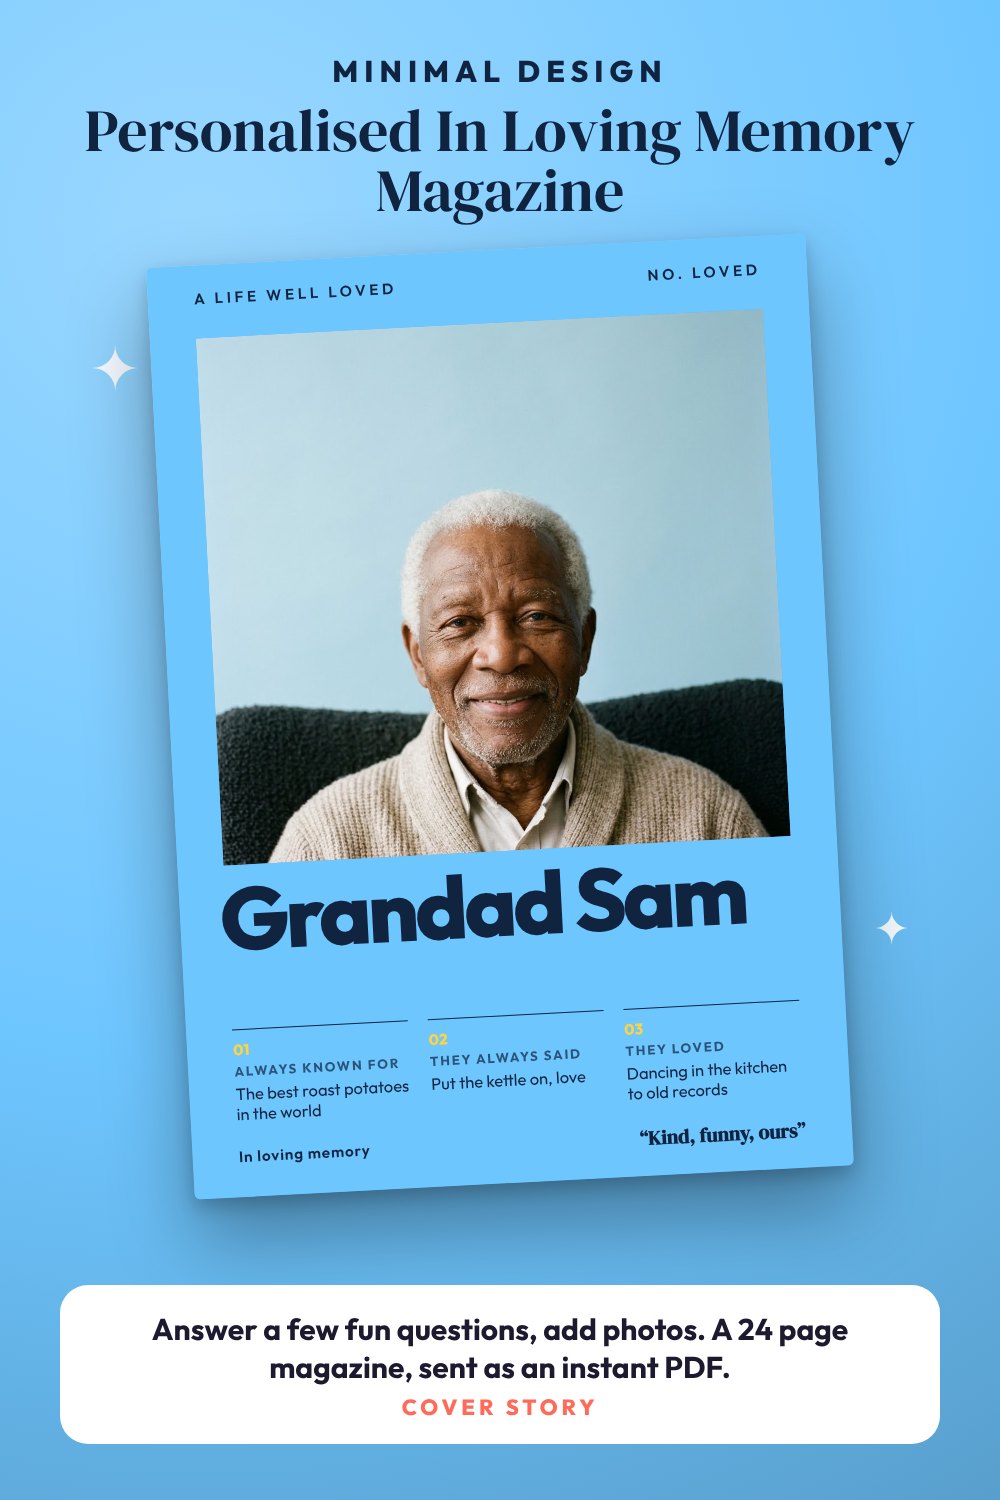 MINIMAL DESIGN
Personalised In Loving Memory
Magazine
A LIFE WELL LOVED
NO. LOVED
Grandad Sam
01
ALWAYS KNOWN FOR
The best roast potatoes
in the world
02
THEY ALWAYS SAID
Put the kettle on, love
03
THEY LOVED
Dancing in the kitchen
to old records
In loving memory
“Kind, funny, ours”
Answer a few fun questions, add photos. A 24 page
magazine, sent as an instant PDF.
COVER STORY